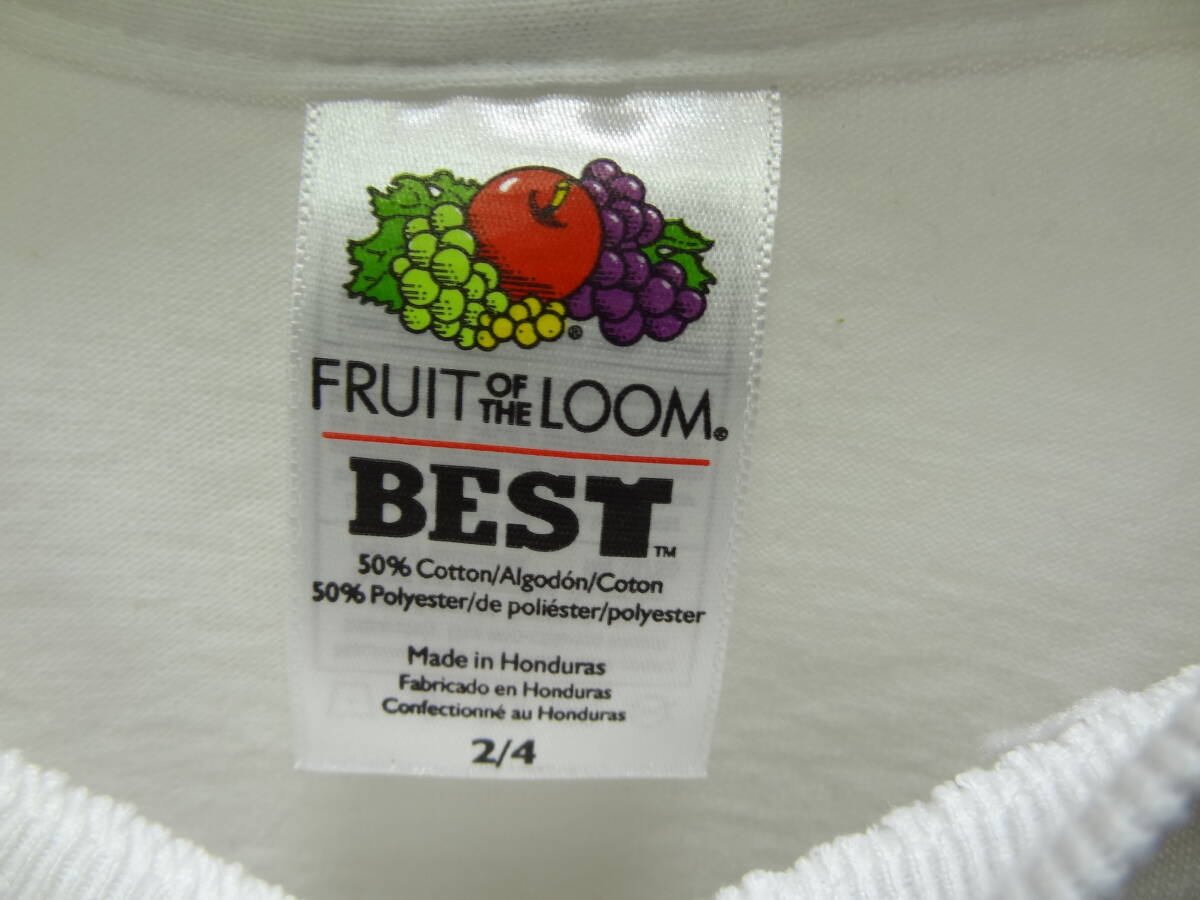 ®
FRUIT OF THE LOOM®
BEST™
50% Cotton/Algodón/Coton
50% Polyester/de poliéster/polyester
Made in Honduras
Fabricado en Honduras
Confectionné au Honduras
2/4